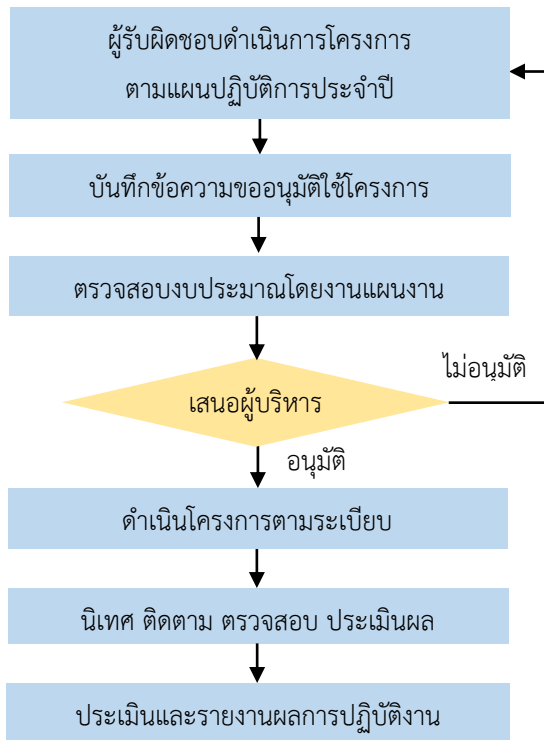 ผู้รับผิดชอบดำเนินการโครงการ
ตามแผนปฏิบัติการประจำปี
บันทึกข้อความขออนุมัติใช้โครงการ
ตรวจสอบงบประมาณโดยงานแผนงาน
เสนอผู้บริหาร
ไม่อนุมัติ
อนุมัติ
ดำเนินโครงการตามระเบียบ
นิเทศ ติดตาม ตรวจสอบ ประเมินผล
ประเมินและรายงานผลการปฏิบัติงาน